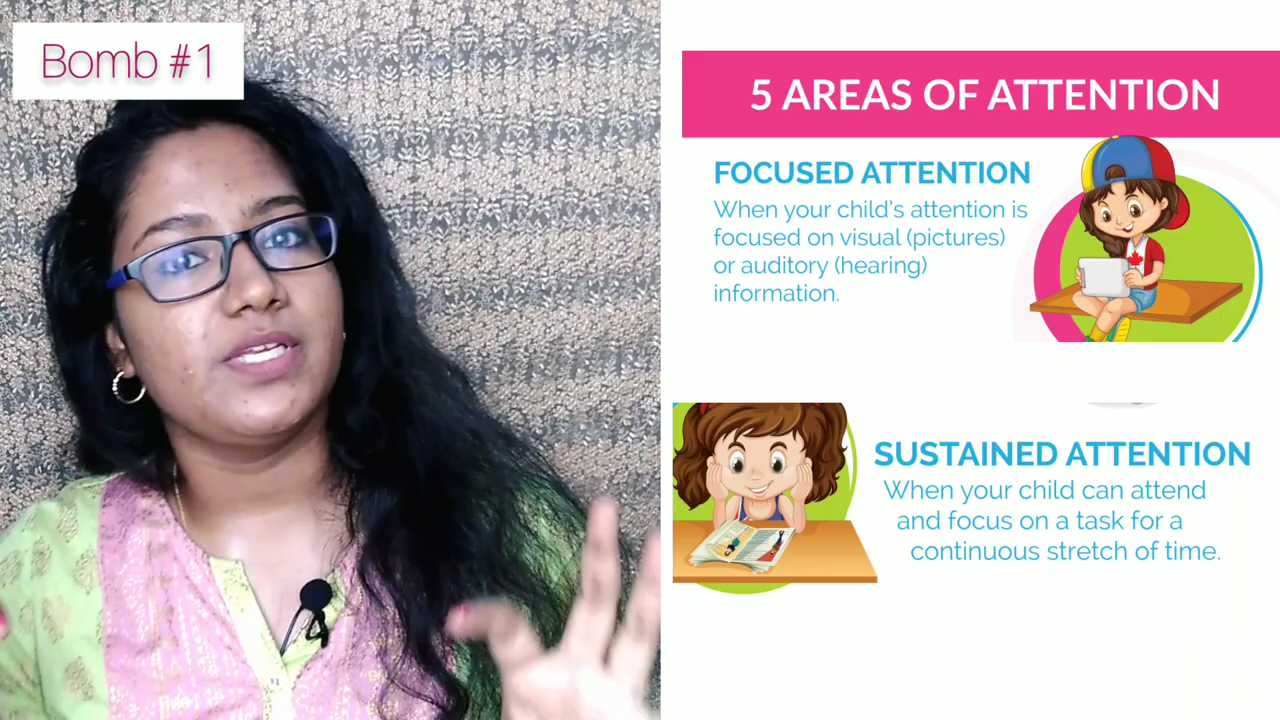 Bomb #1
5 AREAS OF ATTENTION
FOCUSED ATTENTION
When your child's attention is
focused on visual (pictures)
or auditory (hearing)
information.
SUSTAINED ATTENTION
When your child can attend
and focus on a task for a
continuous stretch of time.